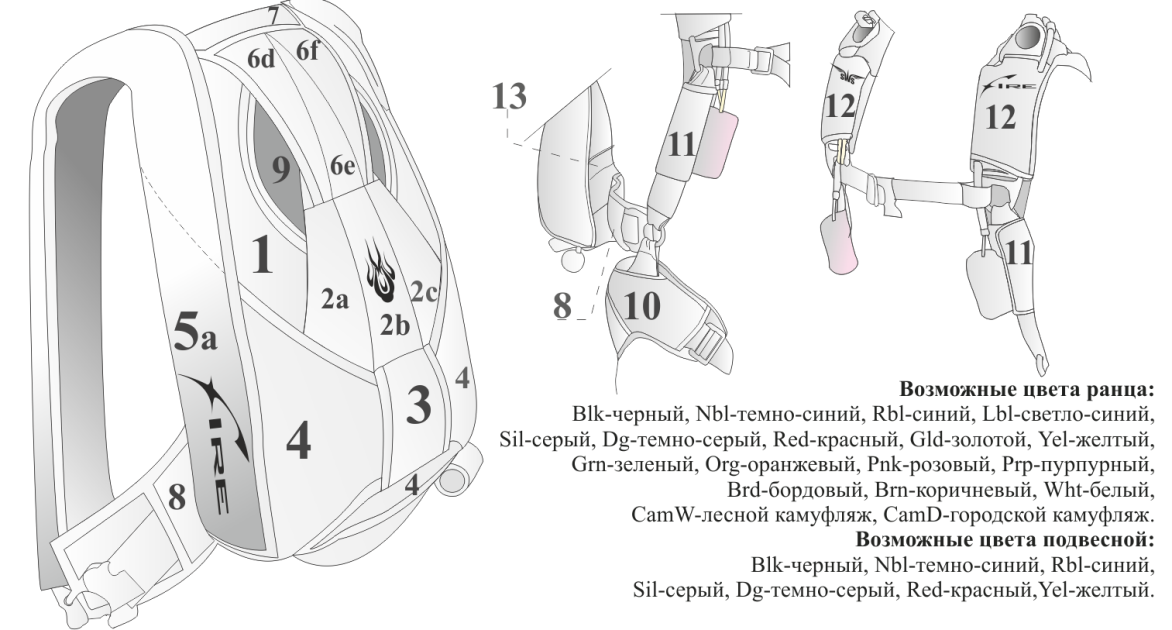 7
6d
6f
9
6e
1
2a
2c
2b
5a
FIRE
3
4
4
8
4
13
11
8
10
12
FIRE
12
11
Возможные цвета ранца:
Blk-черный, Nbl-темно-синий, Rbl-синий, Lbl-светло-синий,
Sil-серый, Dg-темно-серый, Red-красный, Gld-золотой, Yel-желтый,
Grn-зеленый, Org-оранжевый, Pnk-розовый, Prp-пурпурный,
Brd-бордовый, Brn-коричневый, Wht-белый,
CamW-лесной камуфляж, CamD-городской камуфляж.
Возможные цвета подвесной:
Blk-черный, Nbl-темно-синий, Rbl-синий,
Sil-серый, Dg-темно-серый, Red-красный,Yel-желтый.